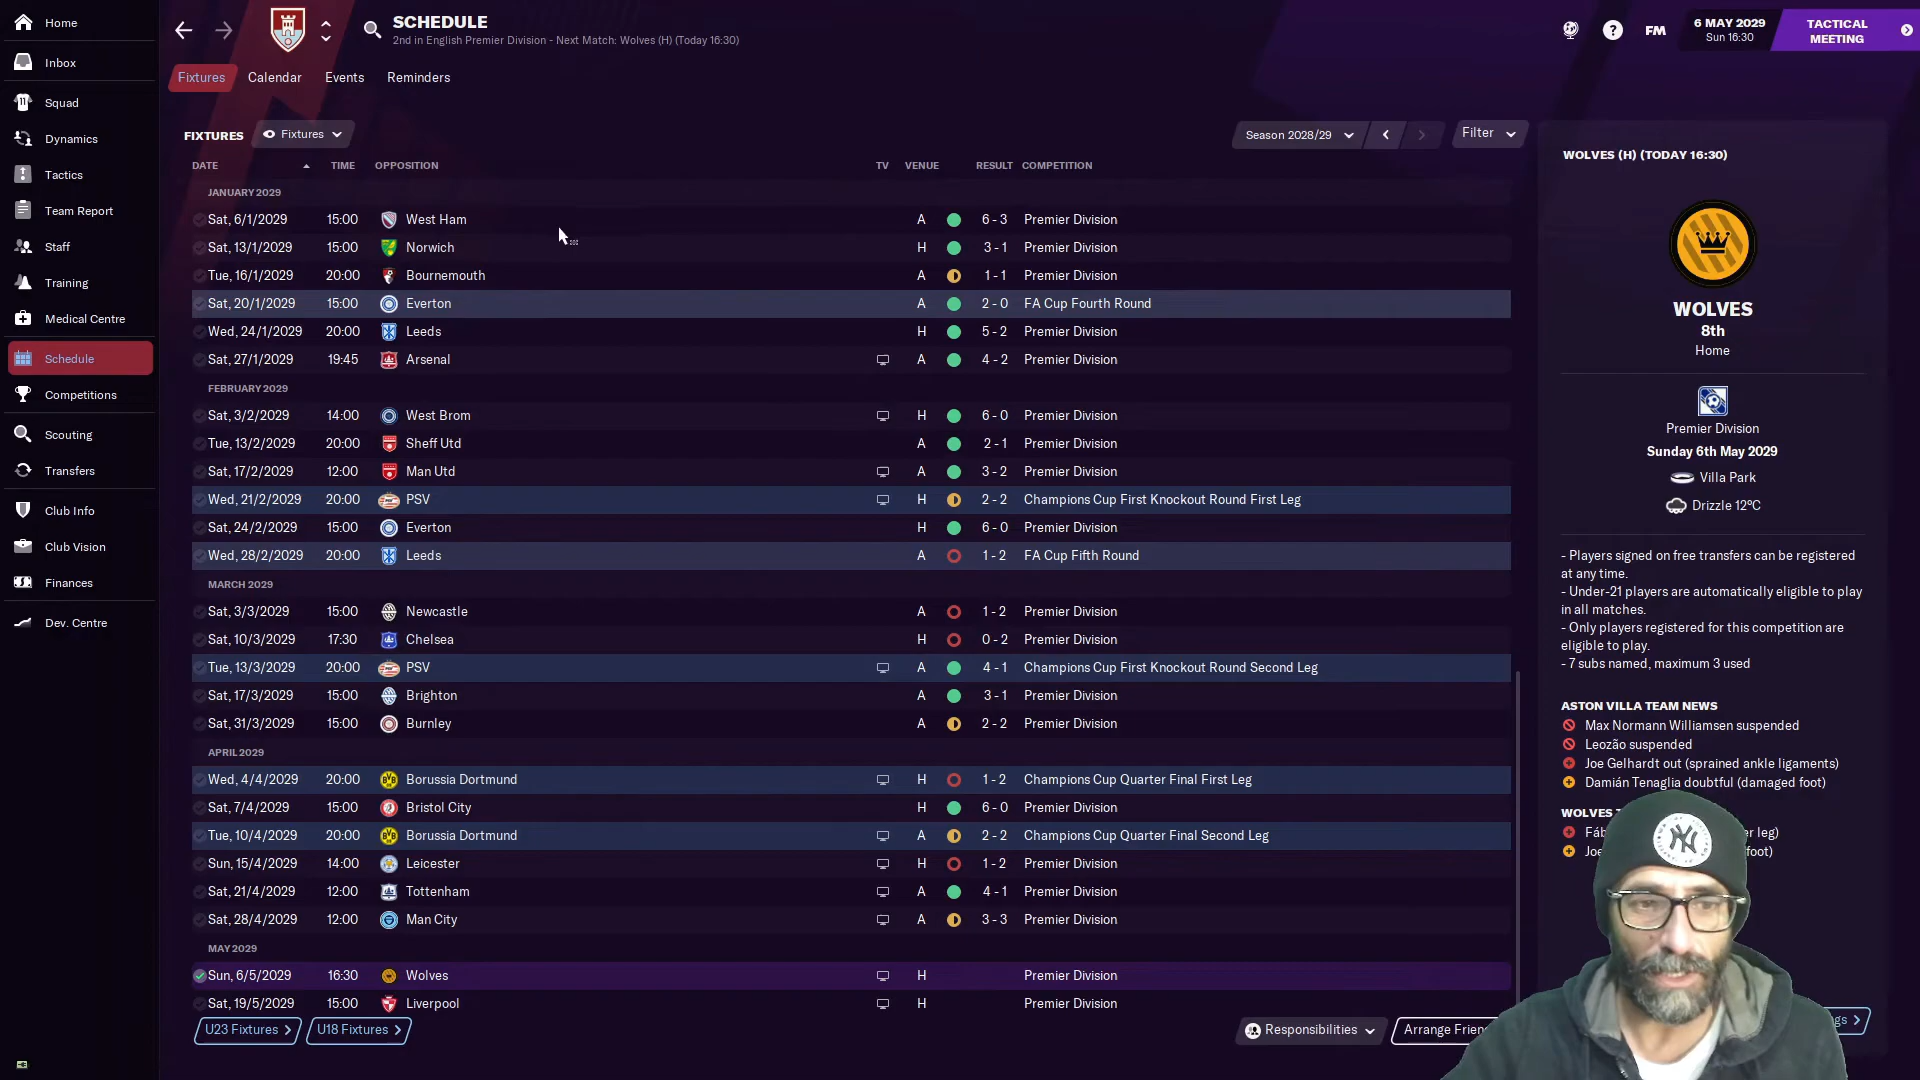 Home
Inbox
Squad
Dynamics
Tactics
Team Report
Staff
Training
Medical Centre
Schedule
Competitions
Scouting
Transfers
Club Info
Club Vision
Finances
Dev. Centre
SCHEDULE
2nd in English Premier Division - Next Match: Wolves (H) (Today 16:30)
? FM 6 MAY 2029 Sun 16:30
TACTICAL MEETING
Fixtures Calendar Events Reminders
FIXTURES Fixtures Season 2028/29 Filter
DATE TIME OPPOSITION TV VENUE RESULT COMPETITION
JANUARY 2029
Sat, 6/1/2029 15:00 West Ham A 6 - 3 Premier Division
Sat, 13/1/2029 15:00 Norwich H 3 - 1 Premier Division
Tue, 16/1/2029 20:00 Bournemouth A 1 - 1 Premier Division
Sat, 20/1/2029 15:00 Everton A 2 - 0 FA Cup Fourth Round
Wed, 24/1/2029 20:00 Leeds H 5 - 2 Premier Division
Sat, 27/1/2029 19:45 Arsenal A 4 - 2 Premier Division
FEBRUARY 2029
Sat, 3/2/2029 14:00 West Brom H 6 - 0 Premier Division
Tue, 13/2/2029 20:00 Sheff Utd A 2 - 1 Premier Division
Sat, 17/2/2029 12:00 Man Utd A 3 - 2 Premier Division
Wed, 21/2/2029 20:00 PSV H 2 - 2 Champions Cup First Knockout Round First Leg
Sat, 24/2/2029 15:00 Everton H 6 - 0 Premier Division
Wed, 28/2/2029 20:00 Leeds A 1 - 2 FA Cup Fifth Round
MARCH 2029
Sat, 3/3/2029 15:00 Newcastle A 1 - 2 Premier Division
Sat, 10/3/2029 17:30 Chelsea H 0 - 2 Premier Division
Tue, 13/3/2029 20:00 PSV A 4 - 1 Champions Cup First Knockout Round Second Leg
Sat, 17/3/2029 15:00 Brighton A 3 - 1 Premier Division
Sat, 31/3/2029 15:00 Burnley A 2 - 2 Premier Division
APRIL 2029
Wed, 4/4/2029 20:00 Borussia Dortmund H 1 - 2 Champions Cup Quarter Final First Leg
Sat, 7/4/2029 15:00 Bristol City H 6 - 0 Premier Division
Tue, 10/4/2029 20:00 Borussia Dortmund A 2 - 2 Champions Cup Quarter Final Second Leg
Sun, 15/4/2029 14:00 Leicester H 1 - 2 Premier Division
Sat, 21/4/2029 12:00 Tottenham A 4 - 1 Premier Division
Sat, 28/4/2029 12:00 Man City A 3 - 3 Premier Division
MAY 2029
Sun, 6/5/2029 16:30 Wolves H Premier Division
Sat, 19/5/2029 15:00 Liverpool H Premier Division
U23 Fixtures U18 Fixtures Responsibilities Arrange Frien
WOLVES (H) (TODAY 16:30)
WOLVES
8th
Home
Premier Division
Sunday 6th May 2029
Villa Park
Drizzle 12ºC
- Players signed on free transfers can be registered
at any time.
- Under-21 players are automatically eligible to play
in all matches.
- Only players registered for this competition are
eligible to play.
- 7 subs named, maximum 3 used
ASTON VILLA TEAM NEWS
Max Normann Williamsen suspended
Leozão suspended
Joe Gelhardt out (sprained ankle ligaments)
Damián Tenaglia doubtful (damaged foot)
WOLVES
Fáb er leg)
Joe foot)
NY
gs